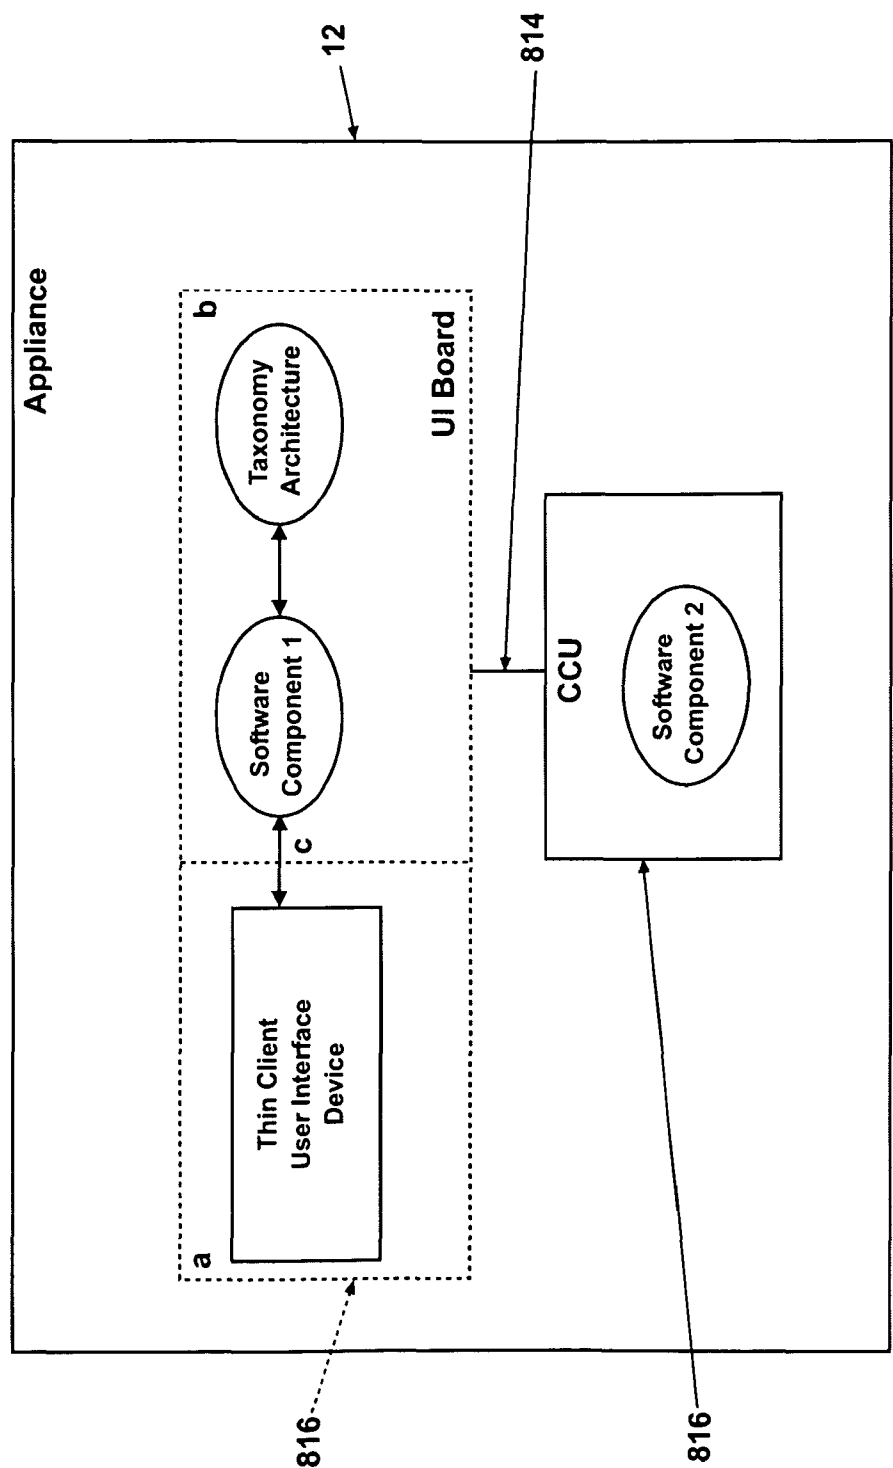 Appliance
12
a
Thin Client
User Interface
Device
c
Software
Component 1
b
Taxonomy
Architecture
UI Board
814
CCU
Software
Component 2
816
816